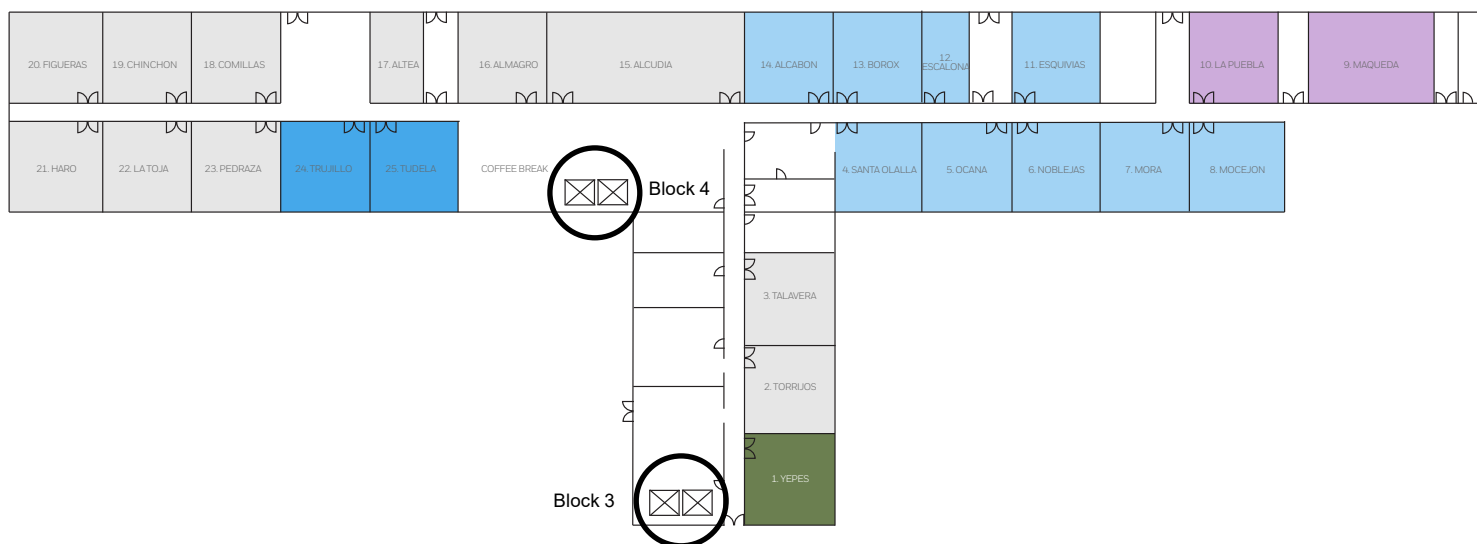 20. FIGUERAS
19. CHINCHON
18. COMILLAS
17. ALTEA
16. ALMAGRO
15. ALCUDIA
14. ALCABON
13. BOROX
12.
ESCALONA
11. ESQUIVIAS
10. LA PUEBLA
9. MAQUEDA
21. HARO
22. LA TOJA
23. PEDRAZA
24. TRUJILLO
25. TUDELA
COFFEE BREAK
Block 4
4. SANTA OLALLA
5. OCANA
6. NOBLEJAS
7. MORA
8. MOCEJON
3. TALAVERA
2. TORRIJOS
1. YEPES
Block 3